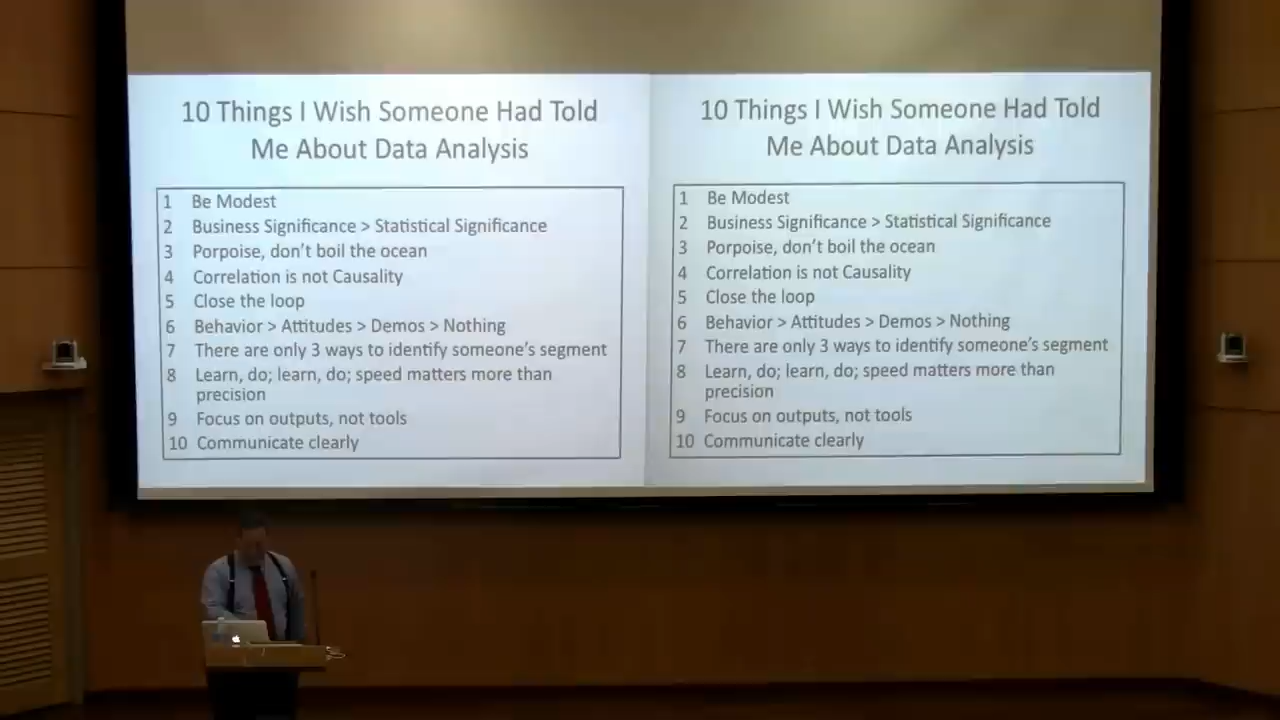 10 Things I Wish Someone Had Told
Me About Data Analysis
1 Be Modest
2 Business Significance > Statistical Significance
3 Porpoise, don't boil the ocean
4 Correlation is not Causality
5 Close the loop
6 Behavior > Attitudes > Demos > Nothing
7 There are only 3 ways to identify someone's segment
8 Learn, do; learn, do; speed matters more than
precision
9 Focus on outputs, not tools
10 Communicate clearly
10 Things I Wish Someone Had Told
Me About Data Analysis
1 Be Modest
2 Business Significance > Statistical Significance
3 Porpoise, don't boil the ocean
4 Correlation is not Causality
5 Close the loop
6 Behavior > Attitudes > Demos > Nothing
7 There are only 3 ways to identify someone's segment
8 Learn, do; learn, do; speed matters more than
precision
9 Focus on outputs, not tools
10 Communicate clearly